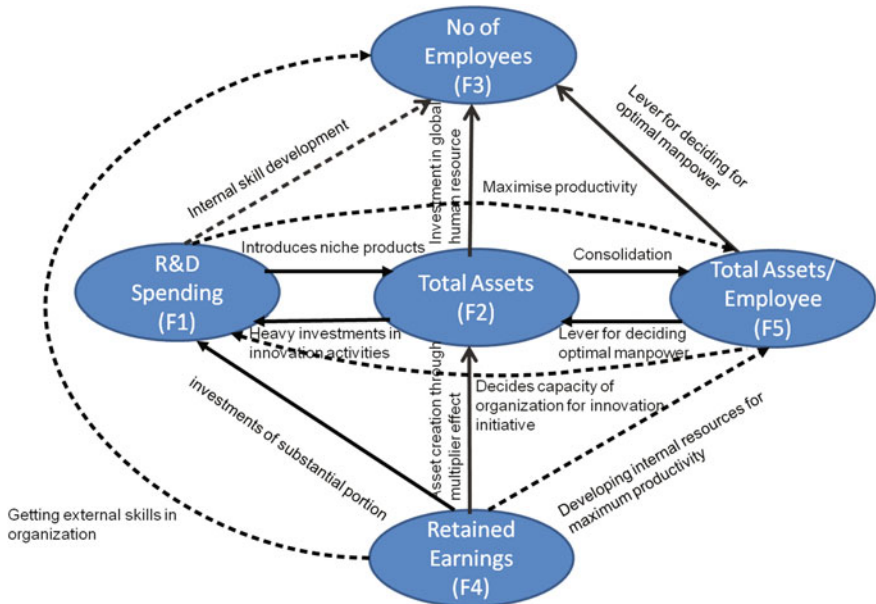 No of
Employees
(F3)
Internal skill development
Investment in global
human resource
Lever for deciding for
optimal manpower
Maximise productivity
Introduces niche products
Consolidation
R&D
Spending
(F1)
Total Assets
(F2)
Total Assets/
Employee
(F5)
Heavy investments in
innovation activities
Lever for deciding
optimal manpower
investments of substantial portion
Asset creation through
multiplier effect
Decides capacity of
organization for innovation
initiative
Developing internal resources for
maximum productivity
Getting external skills in
organization
Retained
Earnings
(F4)